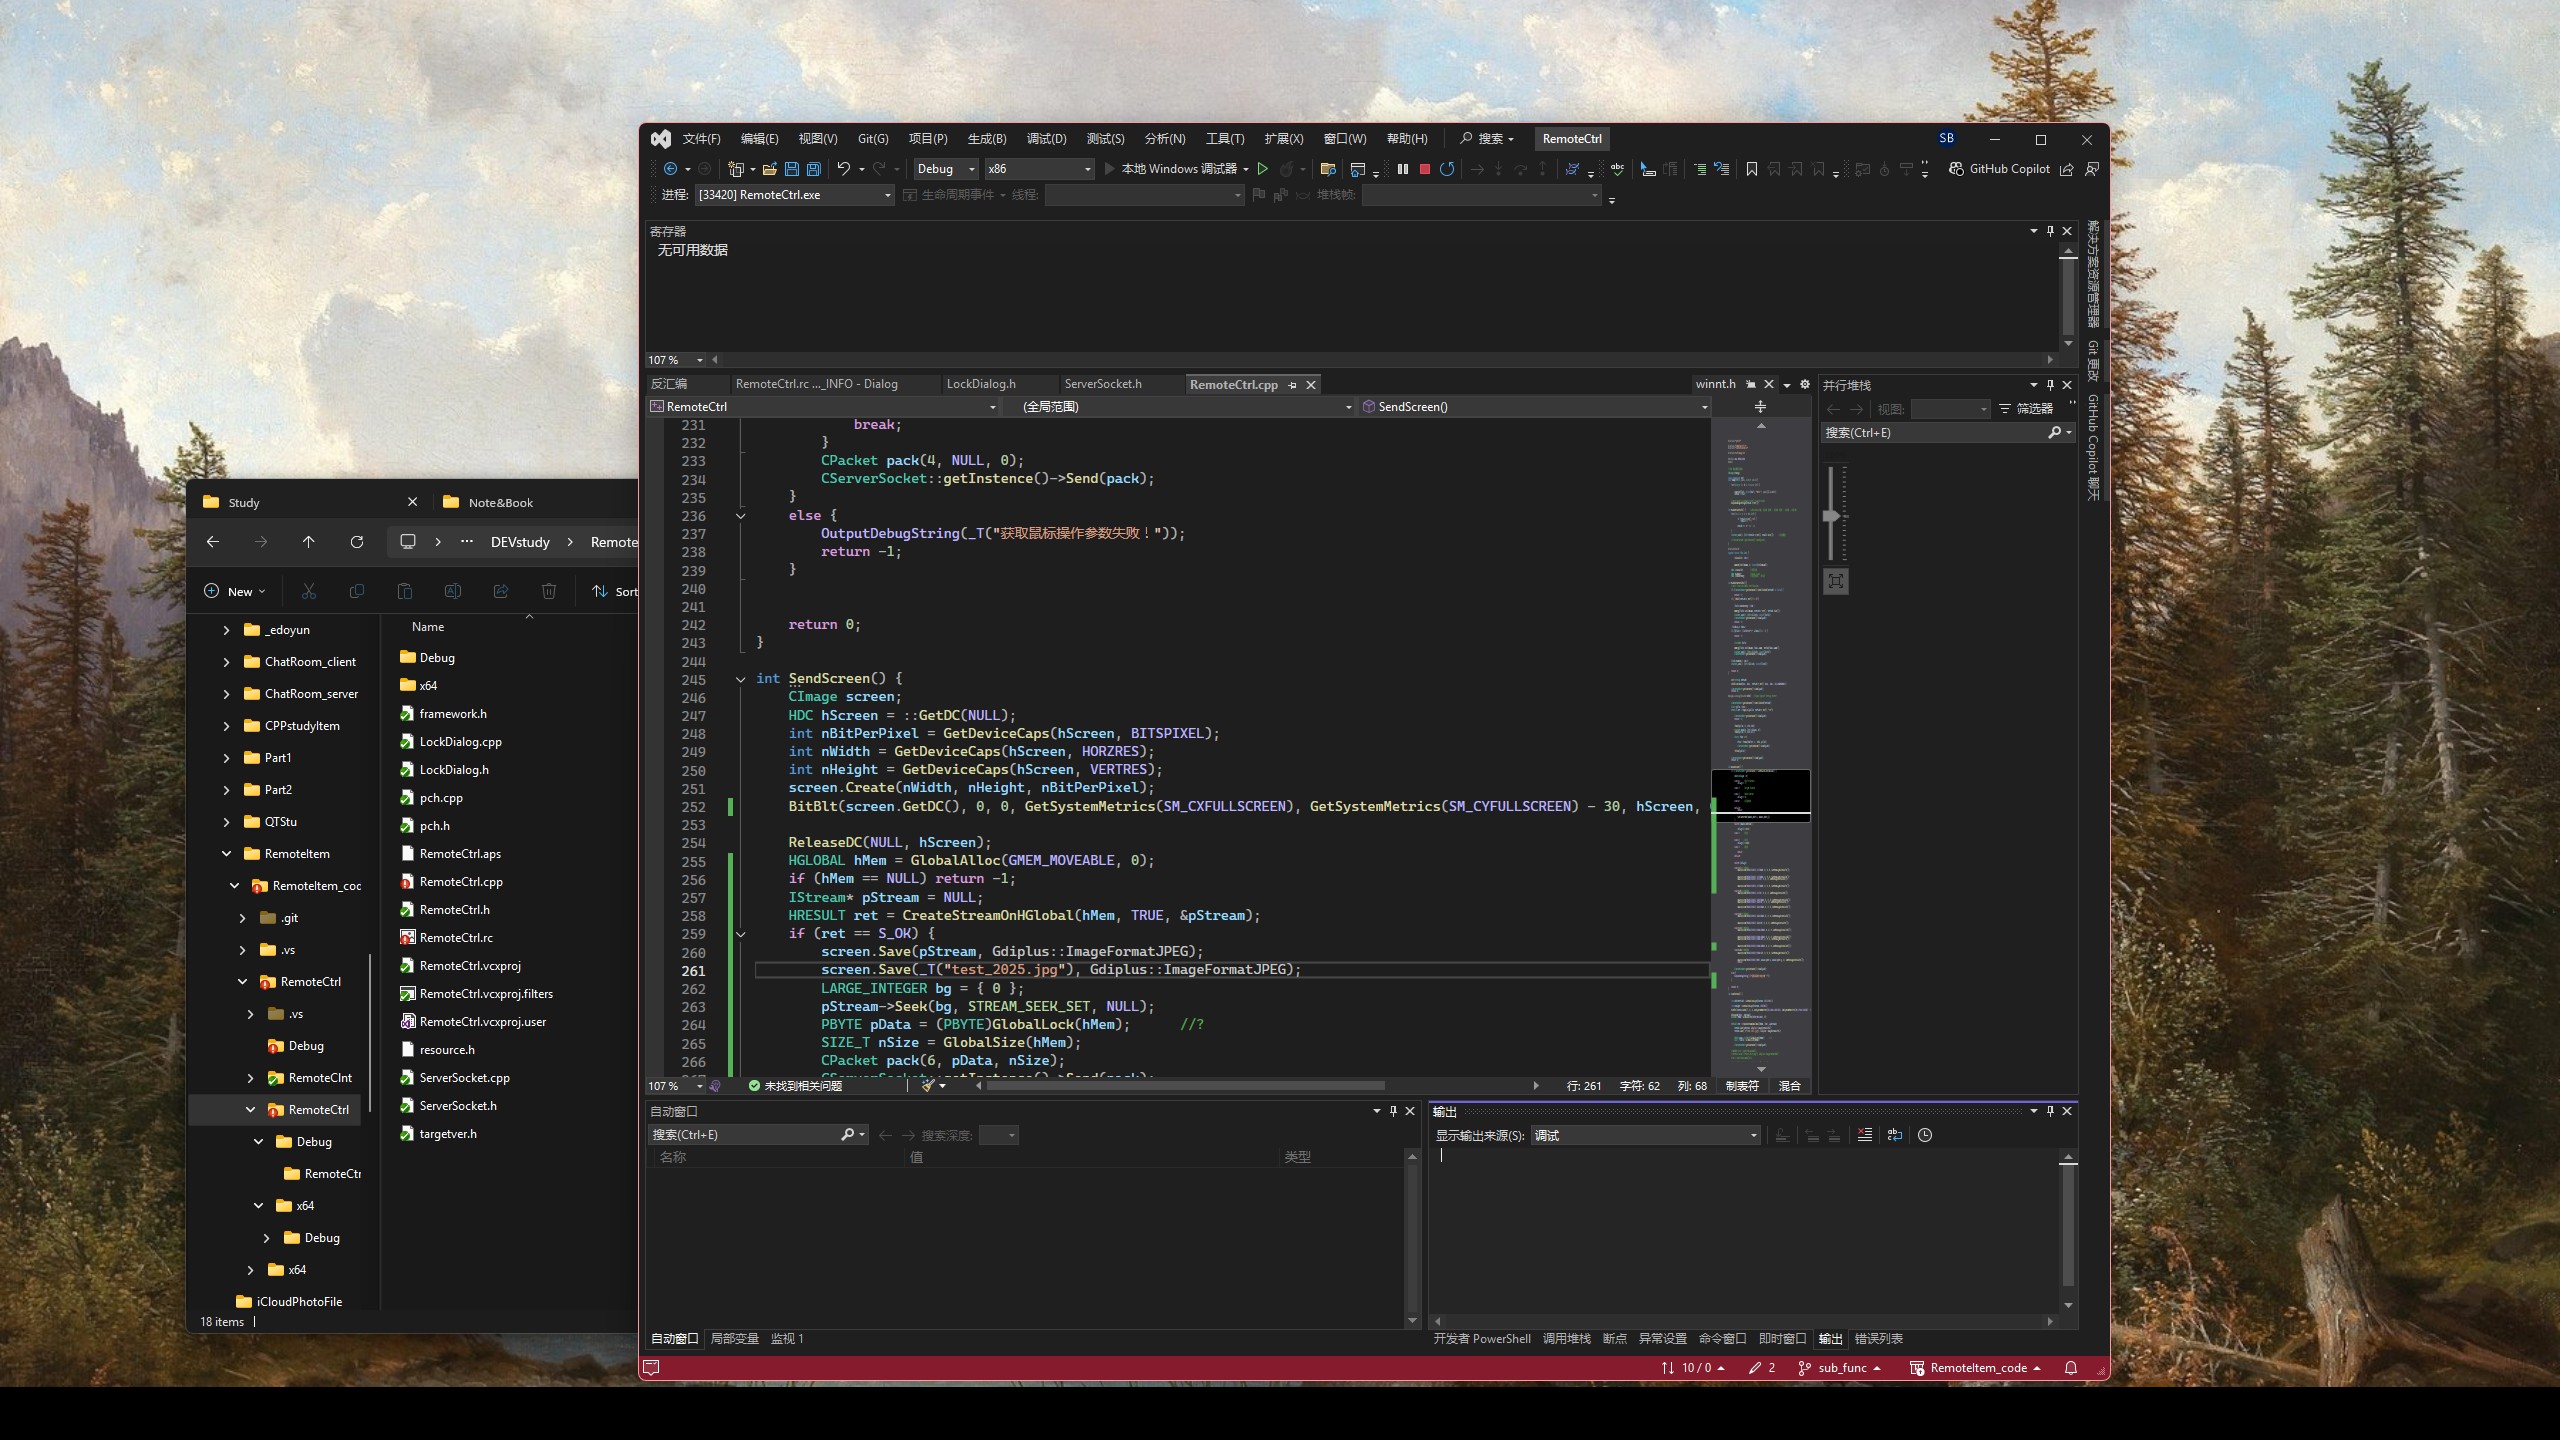 文件(F) 编辑(E) 视图(V) Git(G) 项目(P) 生成(B) 调试(D) 测试(S) 分析(N) 工具(T) 扩展(X) 窗口(W) 帮助(H) 搜索 RemoteCtrl SB
Debug x86 本地 Windows 调试器 GitHub Copilot
进程: [33420] RemoteCtrl.exe 生命周期事件 线程: 堆栈帧:
寄存器
无可用数据
107 %
反汇编 RemoteCtrl.rc ..._INFO - Dialog LockDialog.h ServerSocket.h RemoteCtrl.cpp winnt.h
RemoteCtrl (全局范围) SendScreen()
231 break;
232 }
233 CPacket pack(4, NULL, 0);
234 CServerSocket::getInstence()->Send(pack);
235 }
236 else {
237 OutputDebugString(_T("获取鼠标操作参数失败！"));
238 return -1;
239 }
240
241
242 return 0;
243 }
244
245 int SendScreen() {
246 CImage screen;
247 HDC hScreen = ::GetDC(NULL);
248 int nBitPerPixel = GetDeviceCaps(hScreen, BITSPIXEL);
249 int nWidth = GetDeviceCaps(hScreen, HORZRES);
250 int nHeight = GetDeviceCaps(hScreen, VERTRES);
251 screen.Create(nWidth, nHeight, nBitPerPixel);
252 BitBlt(screen.GetDC(), 0, 0, GetSystemMetrics(SM_CXFULLSCREEN), GetSystemMetrics(SM_CYFULLSCREEN) - 30, hScreen,
253
254 ReleaseDC(NULL, hScreen);
255 HGLOBAL hMem = GlobalAlloc(GMEM_MOVEABLE, 0);
256 if (hMem == NULL) return -1;
257 IStream* pStream = NULL;
258 HRESULT ret = CreateStreamOnHGlobal(hMem, TRUE, &pStream);
259 if (ret == S_OK) {
260 screen.Save(pStream, Gdiplus::ImageFormatJPEG);
261 screen.Save(_T("test_2025.jpg"), Gdiplus::ImageFormatJPEG);
262 LARGE_INTEGER bg = { 0 };
263 pStream->Seek(bg, STREAM_SEEK_SET, NULL);
264 PBYTE pData = (PBYTE)GlobalLock(hMem); //?
265 SIZE_T nSize = GlobalSize(hMem);
266 CPacket pack(6, pData, nSize);
107 % 未找到相关问题 行: 261 字符: 62 列: 68 制表符 混合
并行堆栈
视图: 筛选器
搜索(Ctrl+E)
解决方案资源管理器
Git 更改
GitHub Copilot 聊天
自动窗口
搜索(Ctrl+E) 搜索深度:
名称 值 类型
自动窗口 局部变量 监视 1
输出
显示输出来源(S): 调试
开发者 PowerShell 调用堆栈 断点 异常设置 命令窗口 即时窗口 输出 错误列表
10 / 0 2 sub_func RemoteItem_code
Study Note&Book
DEVstudy Remote
New Sort
_edoyun
ChatRoom_client
ChatRoom_server
CPPstudyItem
Part1
Part2
QTStu
RemoteItem
RemoteItem_coc
.git
.vs
RemoteCtrl
.vs
Debug
RemoteClnt
RemoteCtrl
Debug
RemoteCtr
x64
Debug
x64
iCloudPhotoFile
Name
Debug
x64
framework.h
LockDialog.cpp
LockDialog.h
pch.cpp
pch.h
RemoteCtrl.aps
RemoteCtrl.cpp
RemoteCtrl.h
RemoteCtrl.rc
RemoteCtrl.vcxproj
RemoteCtrl.vcxproj.filters
RemoteCtrl.vcxproj.user
resource.h
ServerSocket.cpp
ServerSocket.h
targetver.h
18 items